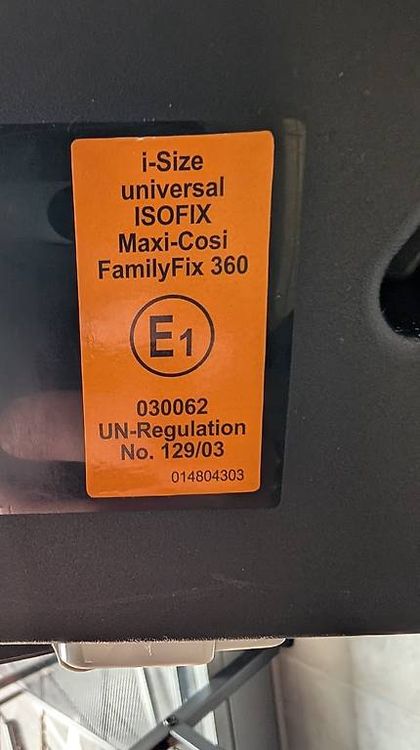 i-Size
universal
ISOFIX
Maxi-Cosi
FamilyFix 360
E1
030062
UN-Regulation
No. 129/03
014804303